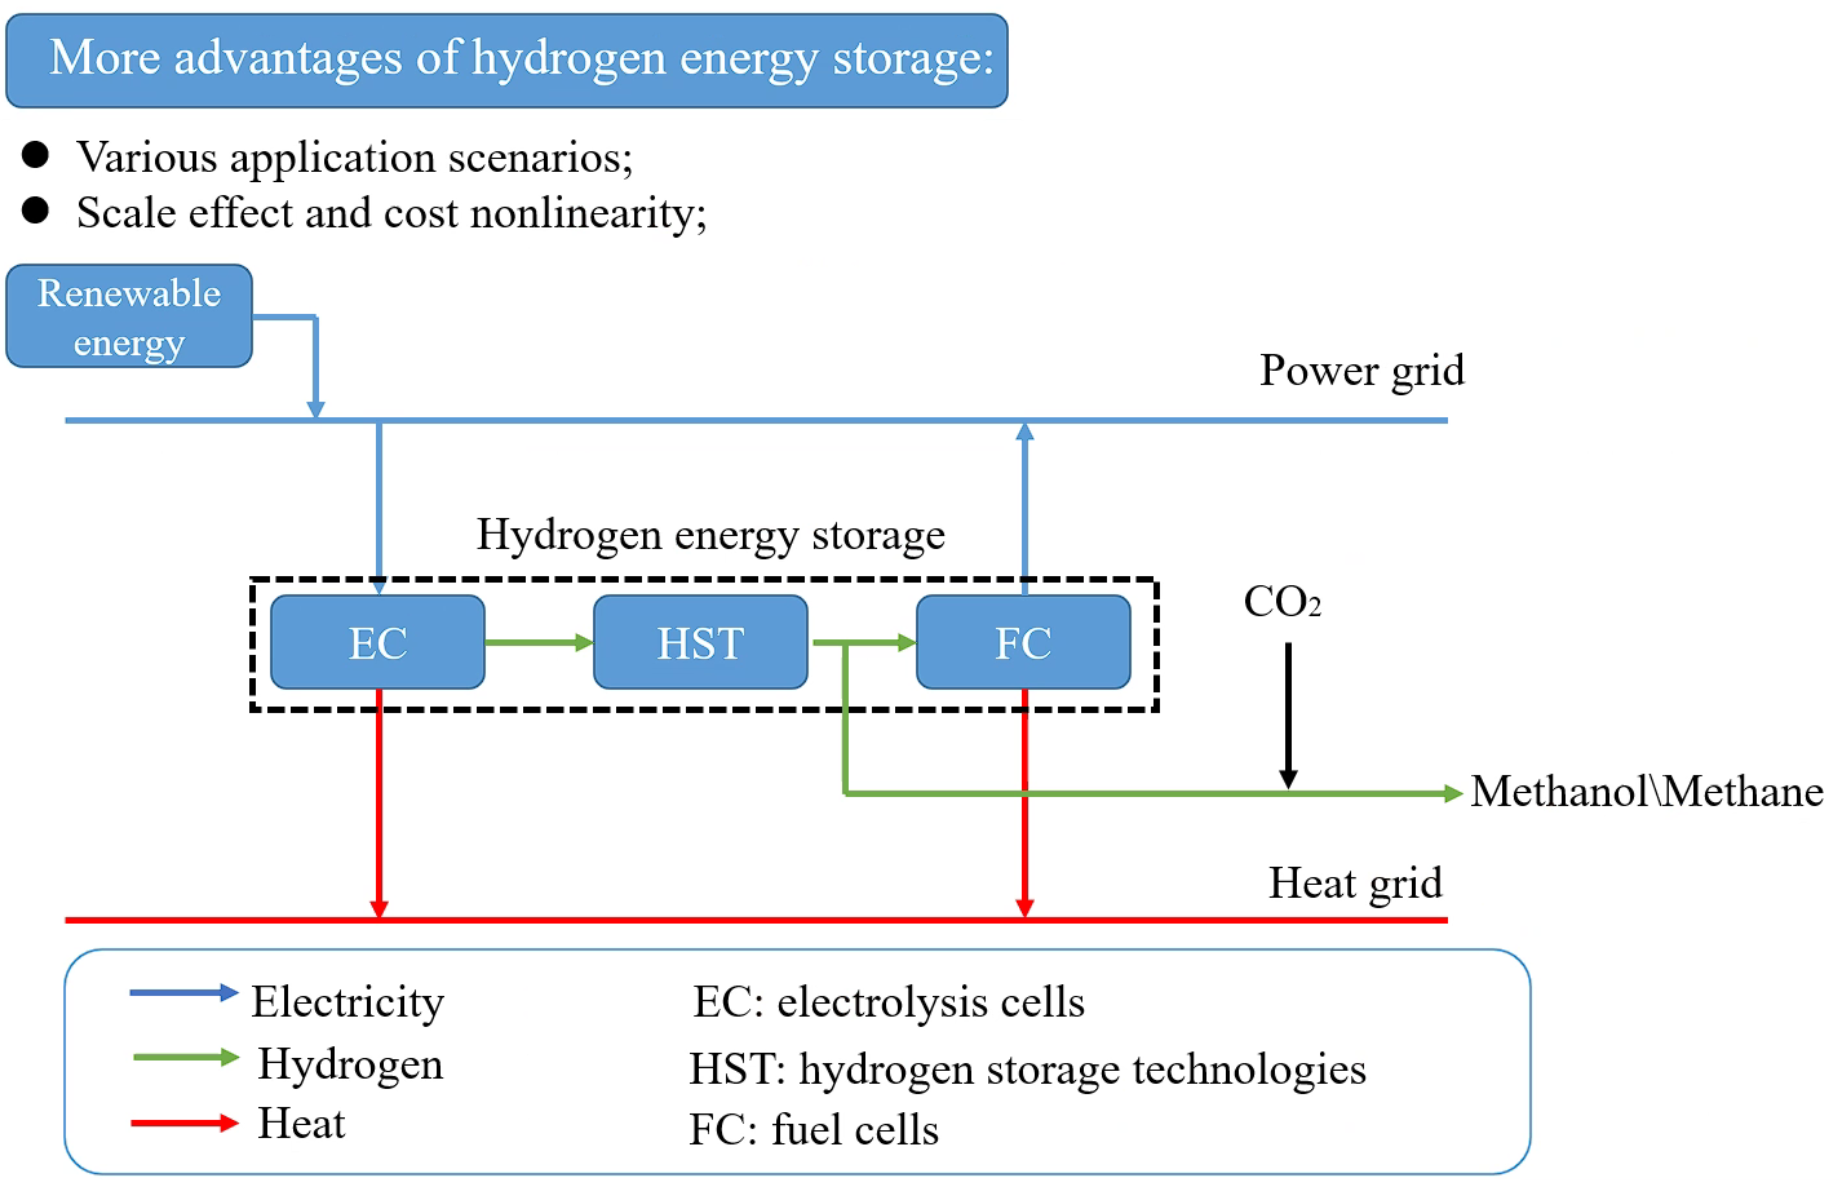 More advantages of hydrogen energy storage:
● Various application scenarios;
● Scale effect and cost nonlinearity;
Renewable
energy
Power grid
Hydrogen energy storage
EC
HST
FC
CO₂
Methanol\Methane
Heat grid
Electricity
EC: electrolysis cells
Hydrogen
HST: hydrogen storage technologies
Heat
FC: fuel cells